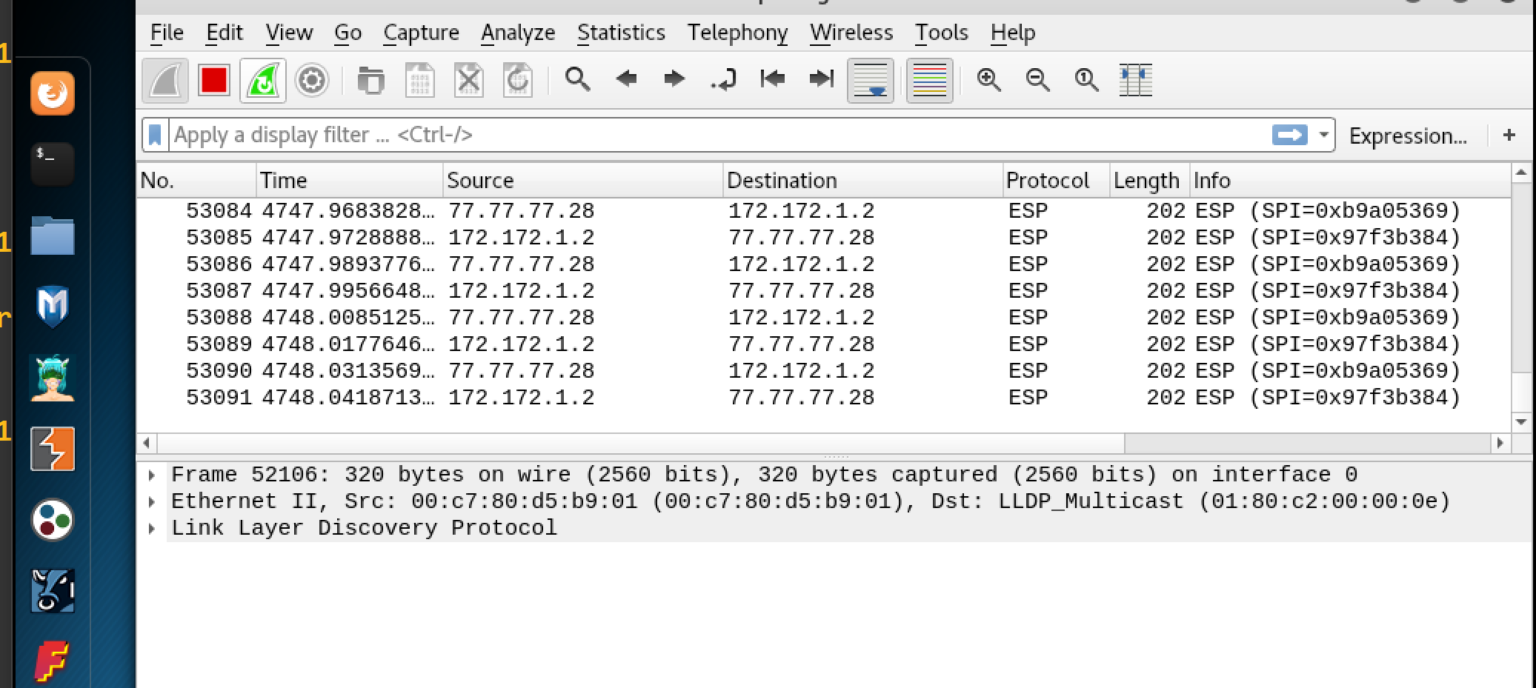 File Edit View Go Capture Analyze Statistics Telephony Wireless Tools Help
Apply a display filter ... <Ctrl-/> Expression... +
No. Time Source Destination Protocol Length Info
53084 4747.9683828… 77.77.77.28 172.172.1.2 ESP 202 ESP (SPI=0xb9a05369)
53085 4747.9728888… 172.172.1.2 77.77.77.28 ESP 202 ESP (SPI=0x97f3b384)
53086 4747.9893776… 77.77.77.28 172.172.1.2 ESP 202 ESP (SPI=0xb9a05369)
53087 4747.9956648… 172.172.1.2 77.77.77.28 ESP 202 ESP (SPI=0x97f3b384)
53088 4748.0085125… 77.77.77.28 172.172.1.2 ESP 202 ESP (SPI=0xb9a05369)
53089 4748.0177646… 172.172.1.2 77.77.77.28 ESP 202 ESP (SPI=0x97f3b384)
53090 4748.0313569… 77.77.77.28 172.172.1.2 ESP 202 ESP (SPI=0xb9a05369)
53091 4748.0418713… 172.172.1.2 77.77.77.28 ESP 202 ESP (SPI=0x97f3b384)
Frame 52106: 320 bytes on wire (2560 bits), 320 bytes captured (2560 bits) on interface 0
Ethernet II, Src: 00:c7:80:d5:b9:01 (00:c7:80:d5:b9:01), Dst: LLDP_Multicast (01:80:c2:00:00:0e)
Link Layer Discovery Protocol